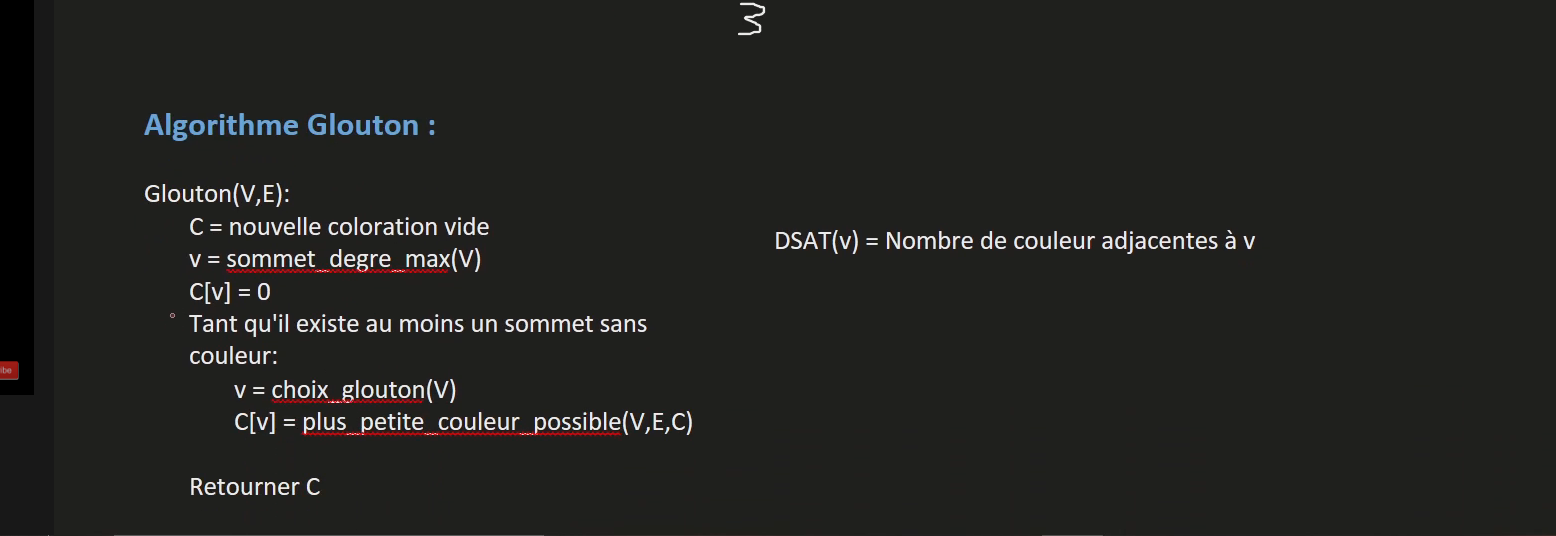 3
Algorithme Glouton :
Glouton(V,E):
C = nouvelle coloration vide
v = sommet_degre_max(V)
C[v] = 0
Tant qu'il existe au moins un sommet sans
couleur:
v = choix_glouton(V)
C[v] = plus_petite_couleur_possible(V,E,C)
Retourner C
DSAT(v) = Nombre de couleur adjacentes à v
ibe